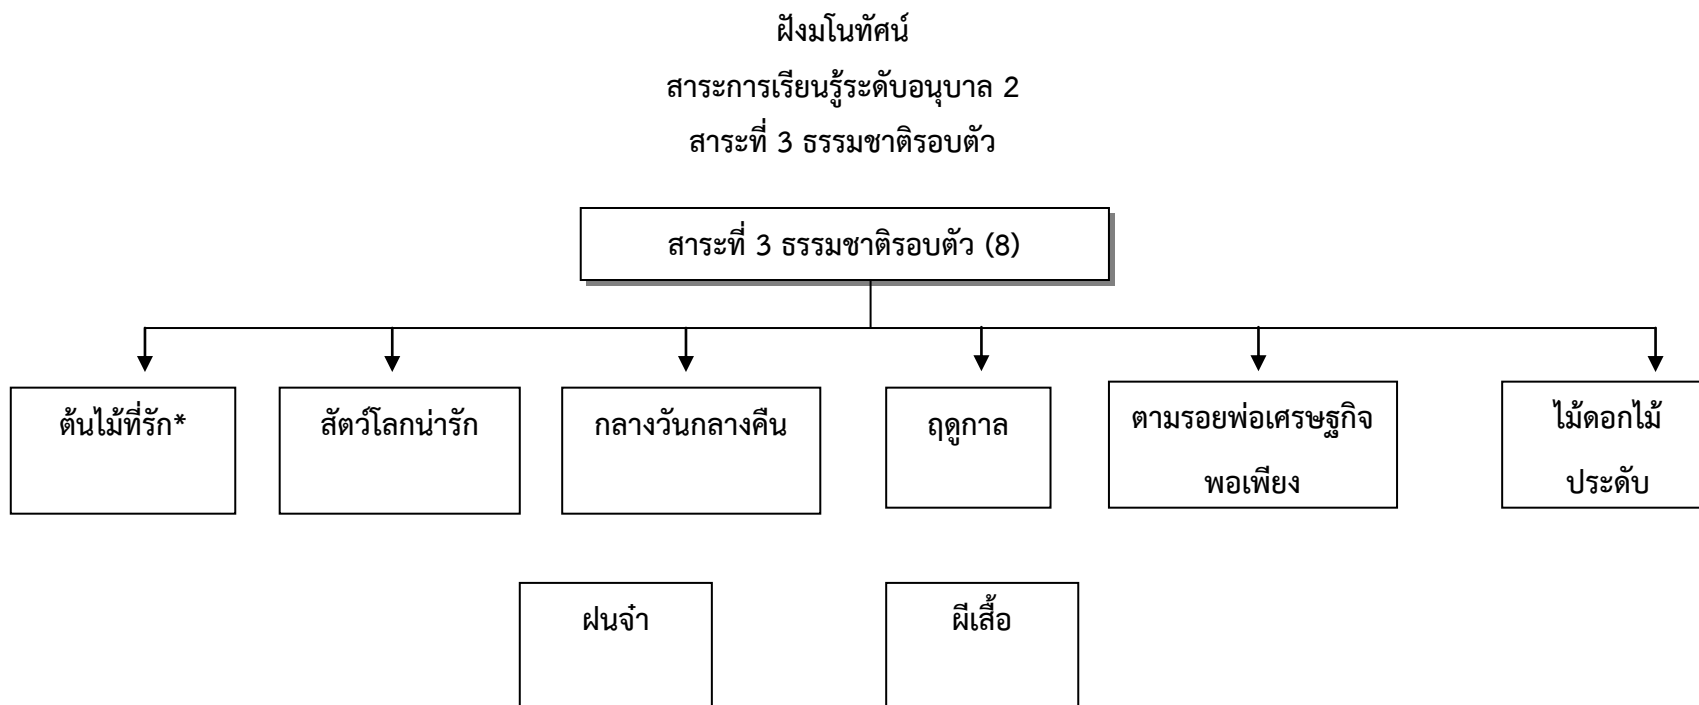 ฝังมโนทัศน์
สาระการเรียนรู้ระดับอนุบาล 2
สาระที่ 3 ธรรมชาติรอบตัว
สาระที่ 3 ธรรมชาติรอบตัว (8)
ต้นไม้ที่รัก*
สัตว์โลกน่ารัก
กลางวันกลางคืน
ฤดูกาล
ตามรอยพ่อเศรษฐกิจ
พอเพียง
ไม้ดอกไม้
ประดับ
ฝนจ๋า
ผีเสื้อ